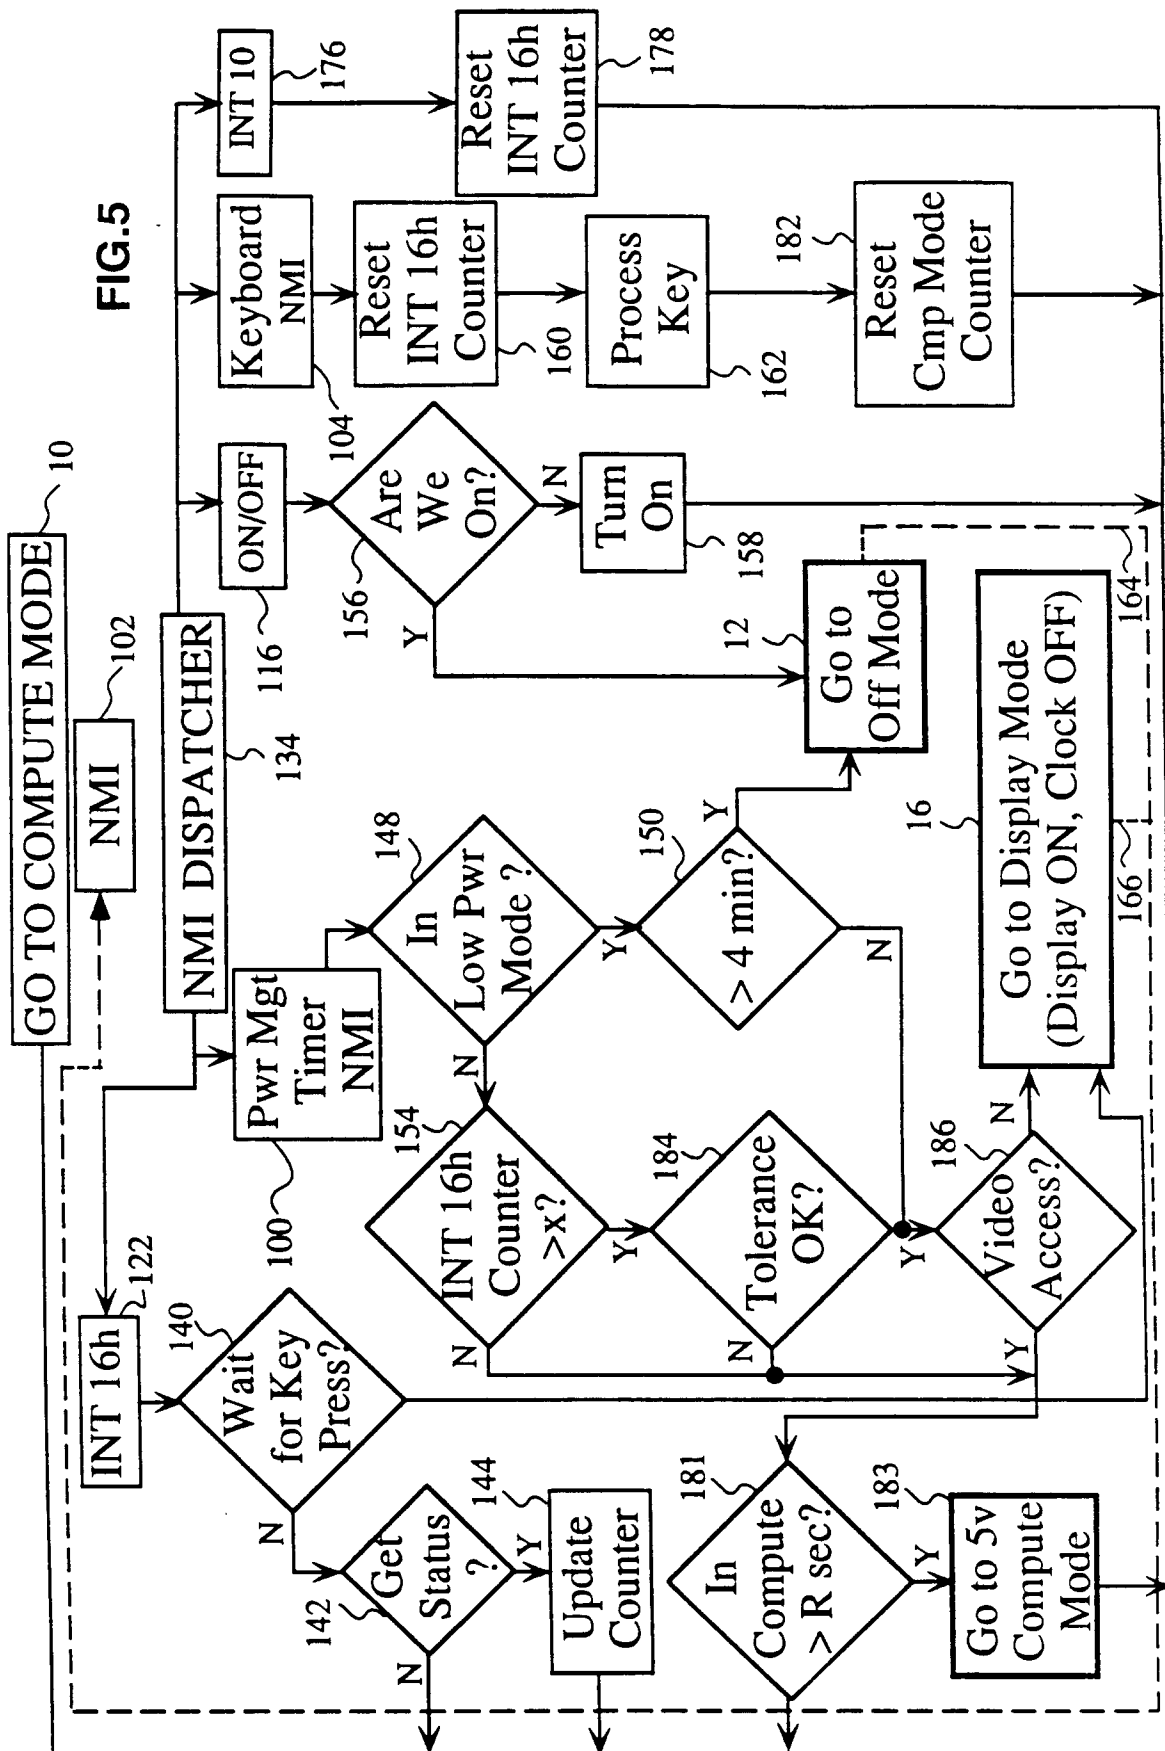 FIG.5
GO TO COMPUTE MODE
10
NMI
102
NMI DISPATCHER
134
INT 16h
122
Pwr Mgt
Timer
NMI
100
ON/OFF
116
Keyboard
NMI
104
INT 10
176
Wait
for Key
Press?
140
N
Get
Status
?
142
N
Y
Update
Counter
144
In
Low Pwr
Mode ?
148
N
Y
INT 16h
Counter
>x?
154
N
Y
> 4 min?
150
Y
N
Tolerance
OK?
184
N
Y
Video
Access?
186
N
Y
In
Compute
> R sec?
181
Y
Go to 5v
Compute
Mode
183
Are
We
On?
156
Y
N
Turn
On
158
Go to
Off Mode
12
164
Go to Display Mode
(Display ON, Clock OFF)
16
166
Reset
INT 16h
Counter
160
Process
Key
162
Reset
Cmp Mode
Counter
182
Reset
INT 16h
Counter
178